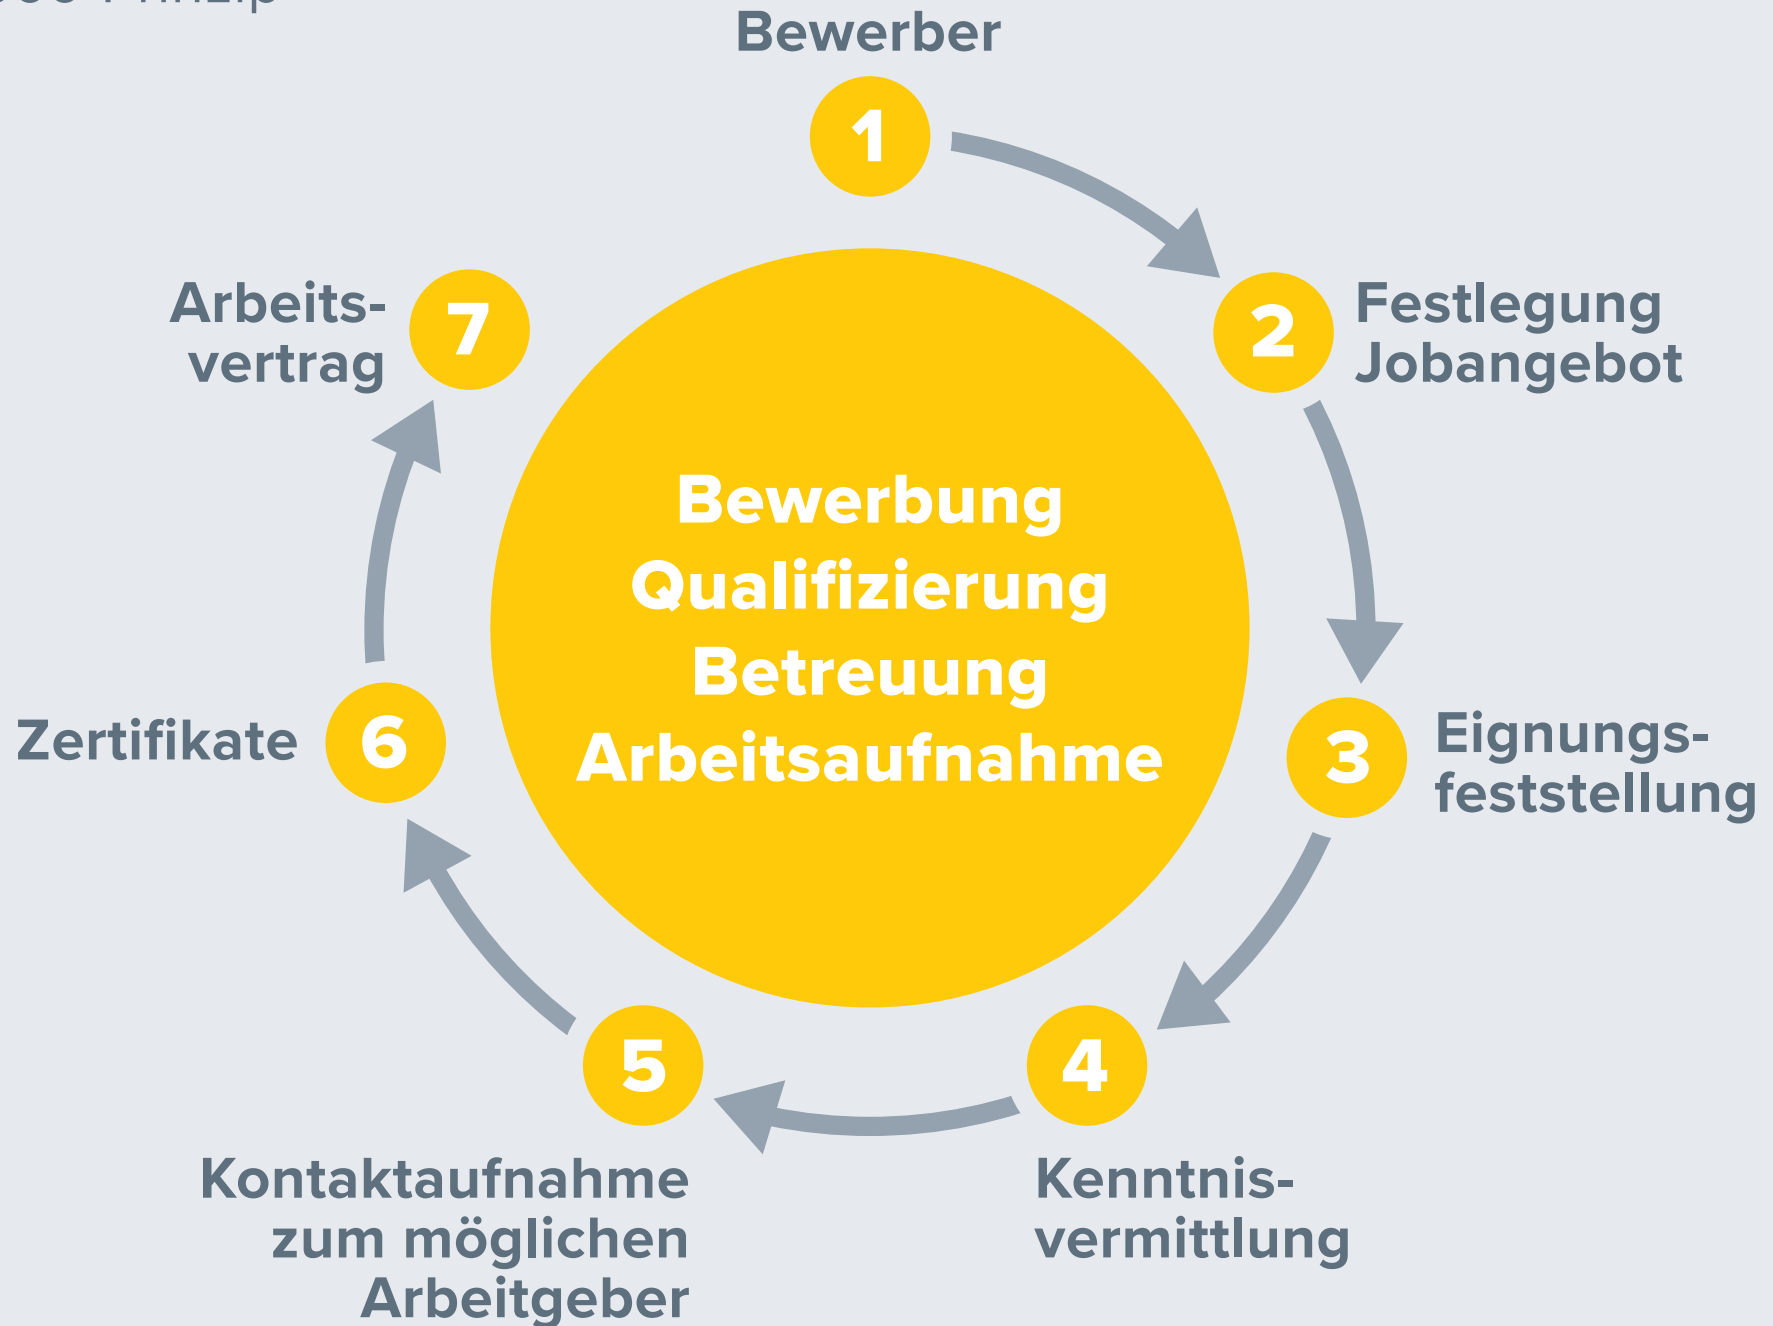 Prinzip
Bewerber
1
2
Festlegung
Jobangebot
3
Eignungs-
feststellung
4
Kenntnis-
vermittlung
5
Kontaktaufnahme
zum möglichen
Arbeitgeber
6
Zertifikate
7
Arbeits-
vertrag
Bewerbung
Qualifizierung
Betreuung
Arbeitsaufnahme